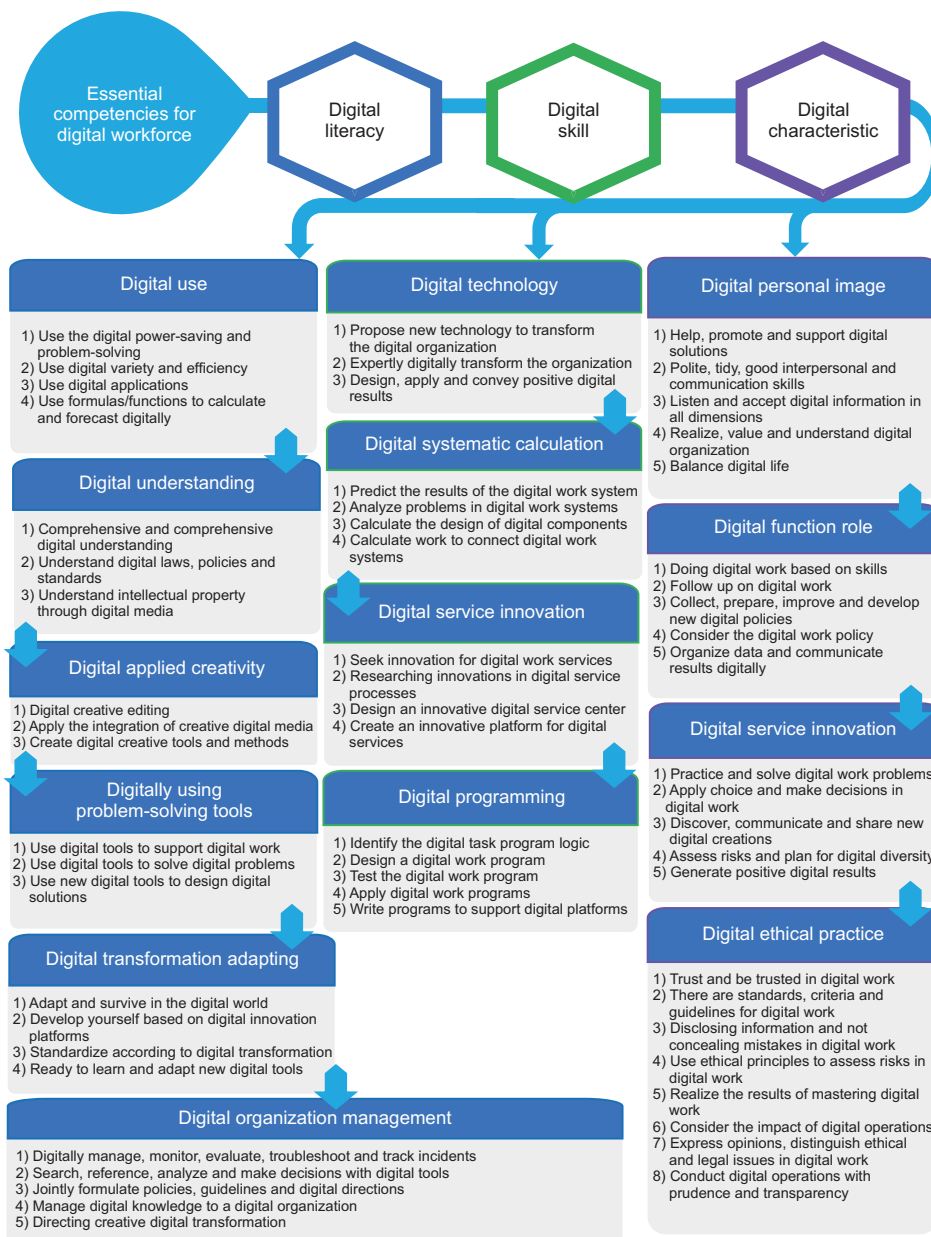 Essential
competencies for
digital workforce
Digital
literacy
Digital
skill
Digital
characteristic
Digital use
1) Use the digital power-saving and
problem-solving
2) Use digital variety and efficiency
3) Use digital applications
4) Use formulas/functions to calculate
and forecast digitally
Digital understanding
1) Comprehensive and comprehensive
digital understanding
2) Understand digital laws, policies and
standards
3) Understand intellectual property
through digital media
Digital applied creativity
1) Digital creative editing
2) Apply the integration of creative digital media
3) Create digital creative tools and methods
Digitally using
problem-solving tools
1) Use digital tools to support digital work
2) Use digital tools to solve digital problems
3) Use new digital tools to design digital
solutions
Digital transformation adapting
1) Adapt and survive in the digital world
2) Develop yourself based on digital innovation
platforms
3) Standardize according to digital transformation
4) Ready to learn and adapt new digital tools
Digital organization management
1) Digitally manage, monitor, evaluate, troubleshoot and track incidents
2) Search, reference, analyze and make decisions with digital tools
3) Jointly formulate policies, guidelines and digital directions
4) Manage digital knowledge to a digital organization
5) Directing creative digital transformation
Digital technology
1) Propose new technology to transform
the digital organization
2) Expertly digitally transform the organization
3) Design, apply and convey positive digital
results
Digital systematic calculation
1) Predict the results of the digital work system
2) Analyze problems in digital work systems
3) Calculate the design of digital components
4) Calculate work to connect digital work
systems
Digital service innovation
1) Seek innovation for digital work services
2) Researching innovations in digital service
processes
3) Design an innovative digital service center
4) Create an innovative platform for digital
services
Digital programming
1) Identify the digital task program logic
2) Design a digital work program
3) Test the digital work program
4) Apply digital work programs
5) Write programs to support digital platforms
Digital personal image
1) Help, promote and support digital
solutions
2) Polite, tidy, good interpersonal and
communication skills
3) Listen and accept digital information in
all dimensions
4) Realize, value and understand digital
organization
5) Balance digital life
Digital function role
1) Doing digital work based on skills
2) Follow up on digital work
3) Collect, prepare, improve and develop
new digital policies
4) Consider the digital work policy
5) Organize data and communicate
results digitally
Digital service innovation
1) Practice and solve digital work problems
2) Apply choice and make decisions in
digital work
3) Discover, communicate and share new
digital creations
4) Assess risks and plan for digital diversity
5) Generate positive digital results
Digital ethical practice
1) Trust and be trusted in digital work
2) There are standards, criteria and
guidelines for digital work
3) Disclosing information and not
concealing mistakes in digital work
4) Use ethical principles to assess risks in
digital work
5) Realize the results of mastering digital
work
6) Consider the impact of digital operations
7) Express opinions, distinguish ethical
and legal issues in digital work
8) Conduct digital operations with
prudence and transparency